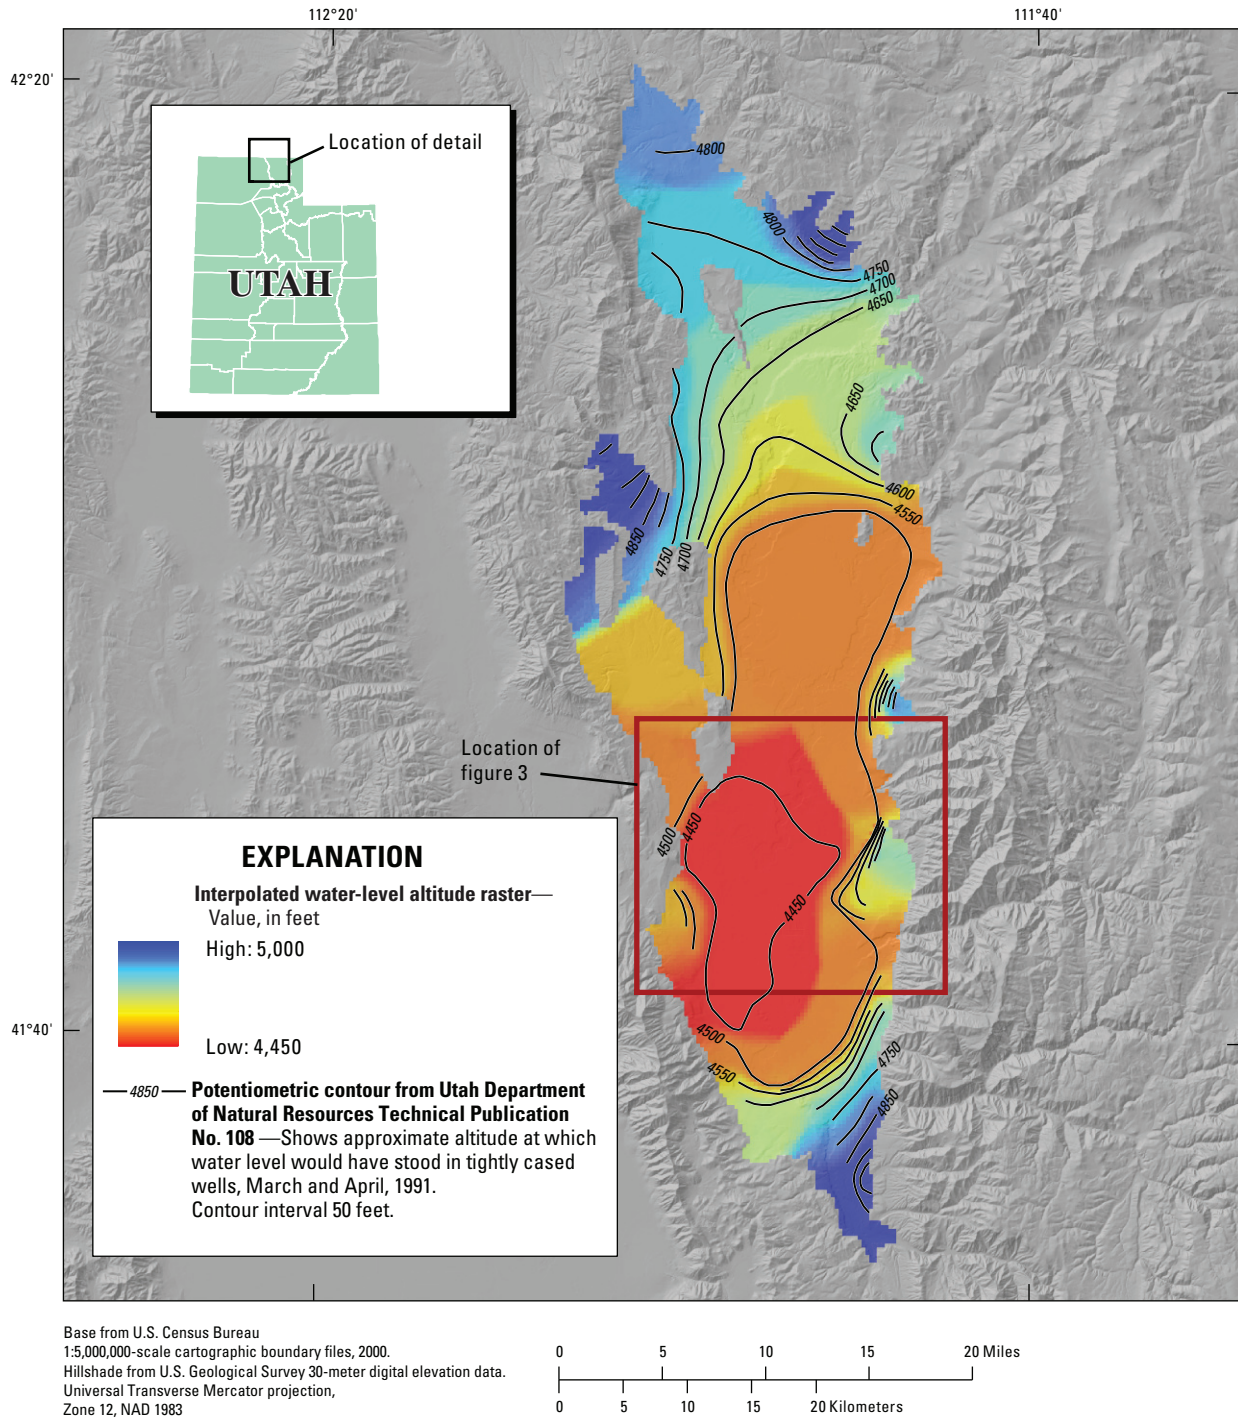 112°20'
111°40'
42°20'
Location of detail
UTAH
4800
4800
4750
4700
4650
4650
4600
4550
4850
4750
4700
Location of
figure 3
4500
4450
4450
EXPLANATION
Interpolated water-level altitude raster—
Value, in feet
High: 5,000
Low: 4,450
—4850— Potentiometric contour from Utah Department
of Natural Resources Technical Publication
No. 108 —Shows approximate altitude at which
water level would have stood in tightly cased
wells, March and April, 1991.
Contour interval 50 feet.
41°40'
4500
4550
4750
4850
Base from U.S. Census Bureau
1:5,000,000-scale cartographic boundary files, 2000.
Hillshade from U.S. Geological Survey 30-meter digital elevation data.
Universal Transverse Mercator projection,
Zone 12, NAD 1983
0 5 10 15 20 Miles
0 5 10 15 20 Kilometers